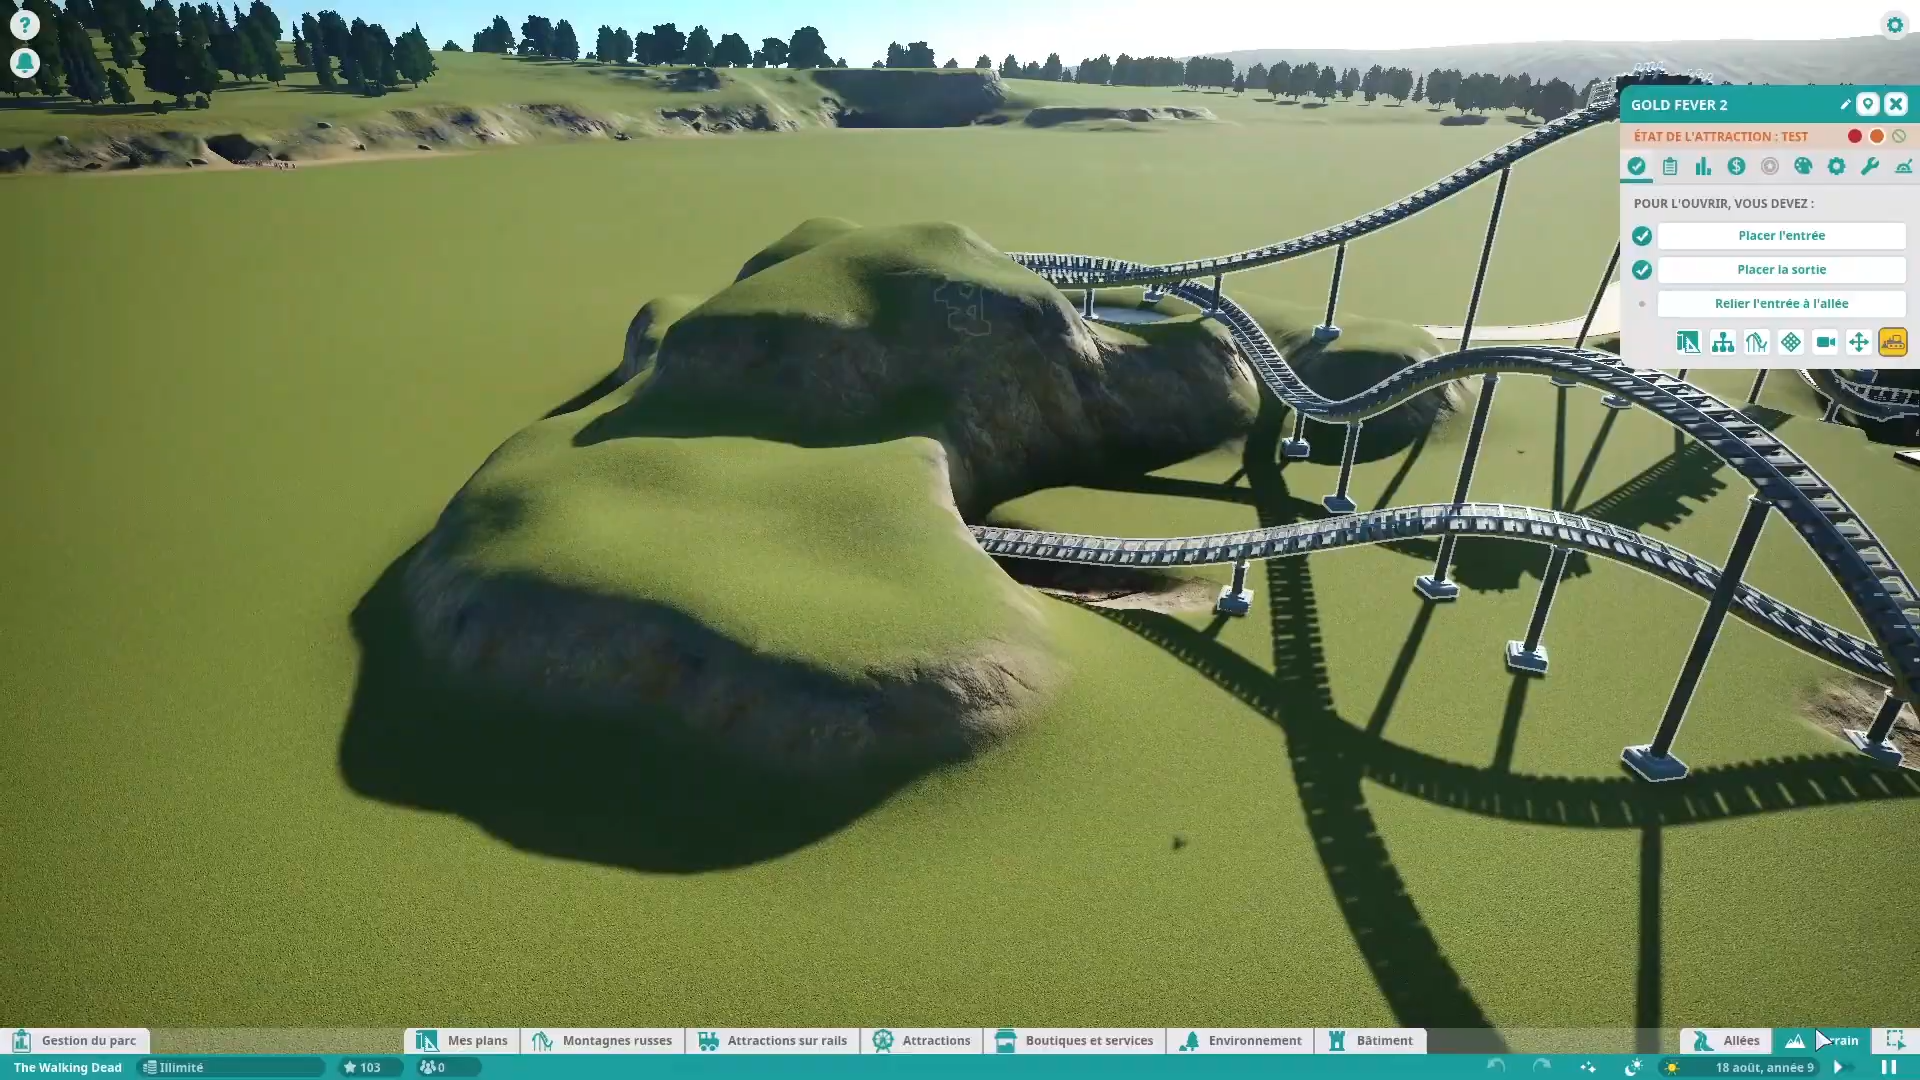 GOLD FEVER 2
ÉTAT DE L'ATTRACTION : TEST
POUR L'OUVRIR, VOUS DEVEZ :
Placer l'entrée
Placer la sortie
Relier l'entrée à l'allée
Gestion du parc
Mes plans
Montagnes russes
Attractions sur rails
Attractions
Boutiques et services
Environnement
Bâtiment
Allées
The Walking Dead
Illimité
103
0
18 août, année 9